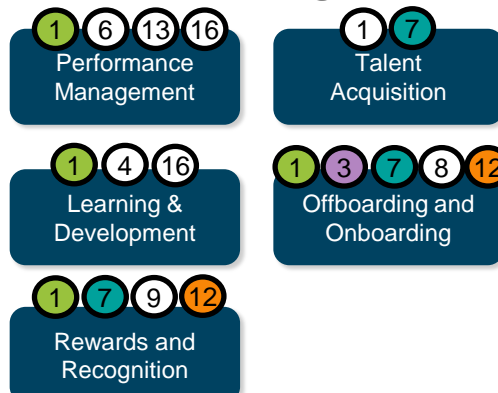 1 6 13 16
Performance
Management
1 7
Talent
Acquisition
1 4 16
Learning &
Development
1 3 7 8 12
Offboarding and
Onboarding
1 7 9 12
Rewards and
Recognition